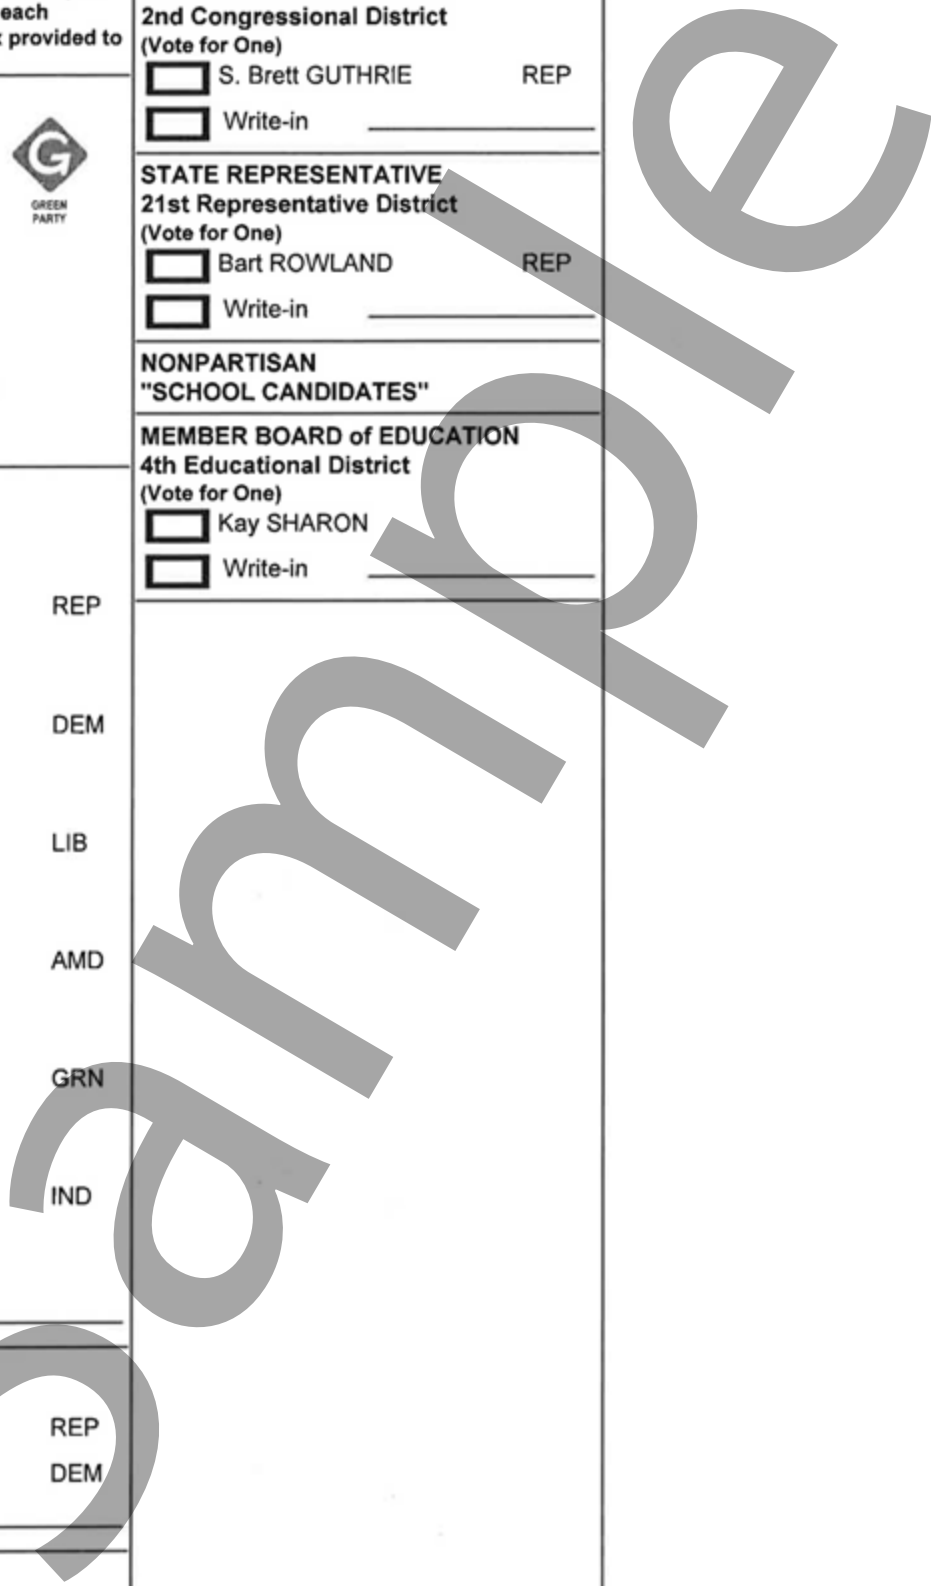 each
provided to
G
GREEN
PARTY
REP
DEM
LIB
AMD
GRN
IND
REP
DEM
2nd Congressional District
(Vote for One)
S. Brett GUTHRIE REP
Write-in
STATE REPRESENTATIVE
21st Representative District
(Vote for One)
Bart ROWLAND REP
Write-in
NONPARTISAN
"SCHOOL CANDIDATES"
MEMBER BOARD of EDUCATION
4th Educational District
(Vote for One)
Kay SHARON
Write-in
ample